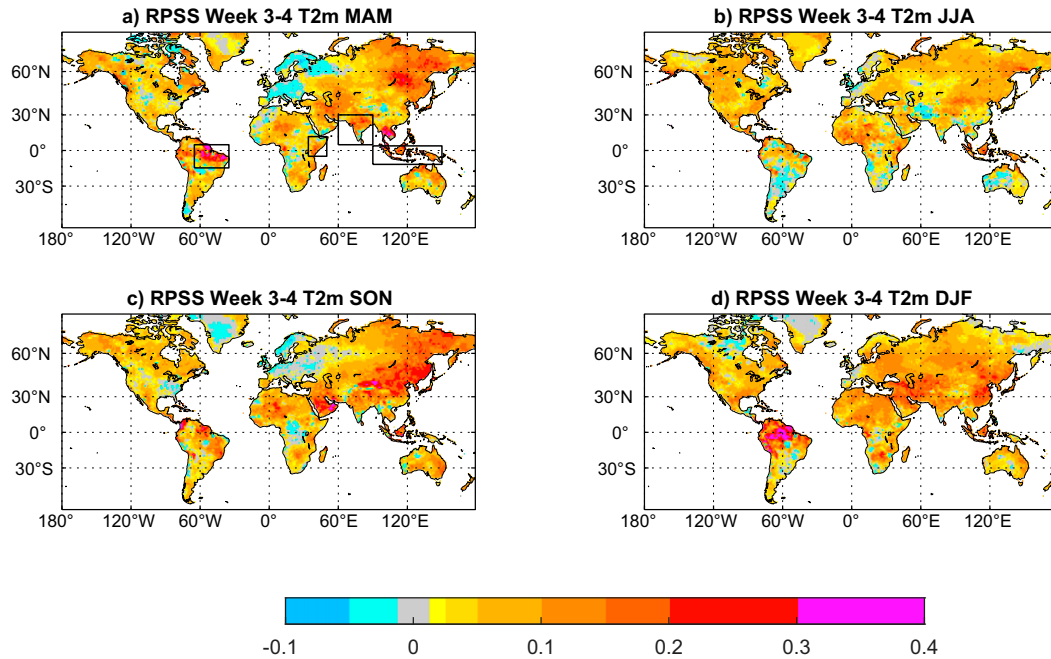 a) RPSS Week 3-4 T2m MAM
60°N
30°N
0°
30°S
180° 120°W 60°W 0° 60°E 120°E
b) RPSS Week 3-4 T2m JJA
60°N
30°N
0°
30°S
180° 120°W 60°W 0° 60°E 120°E
c) RPSS Week 3-4 T2m SON
60°N
30°N
0°
30°S
180° 120°W 60°W 0° 60°E 120°E
d) RPSS Week 3-4 T2m DJF
60°N
30°N
0°
30°S
180° 120°W 60°W 0° 60°E 120°E
-0.1 0 0.1 0.2 0.3 0.4